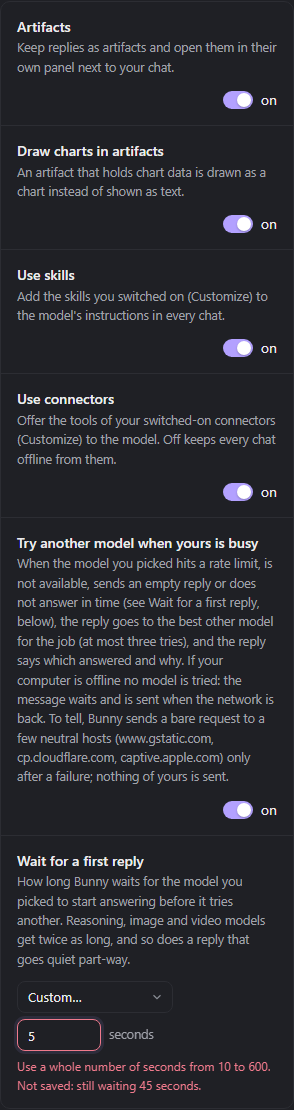 Artifacts
Keep replies as artifacts and open them in their
own panel next to your chat.
on
Draw charts in artifacts
An artifact that holds chart data is drawn as a
chart instead of shown as text.
on
Use skills
Add the skills you switched on (Customize) to
the model's instructions in every chat.
on
Use connectors
Offer the tools of your switched-on connectors
(Customize) to the model. Off keeps every chat
offline from them.
on
Try another model when yours is busy
When the model you picked hits a rate limit, is
not available, sends an empty reply or does
not answer in time (see Wait for a first reply,
below), the reply goes to the best other model
for the job (at most three tries), and the reply
says which answered and why. If your
computer is offline no model is tried: the
message waits and is sent when the network is
back. To tell, Bunny sends a bare request to a
few neutral hosts (www.gstatic.com,
cp.cloudflare.com, captive.apple.com) only
after a failure; nothing of yours is sent.
on
Wait for a first reply
How long Bunny waits for the model you
picked to start answering before it tries
another. Reasoning, image and video models
get twice as long, and so does a reply that
goes quiet part-way.
Custom...
5 seconds
Use a whole number of seconds from 10 to 600.
Not saved: still waiting 45 seconds.